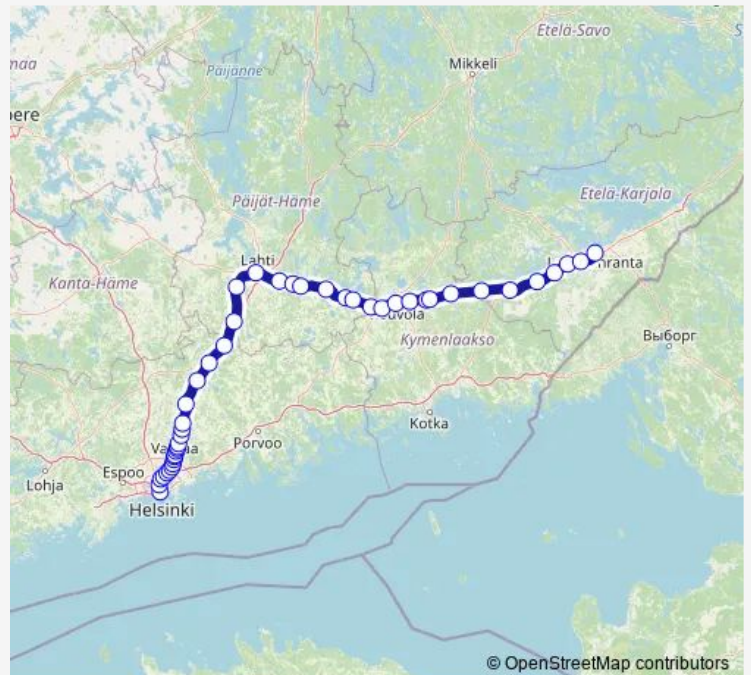 Etelä-Savo
Mikkeli
Päijänne
Etelä-Karjala
Päijät-Häme
Lahti
Kanta-Häme
Kymenlaakso
Выборг
Kotka
Porvoo
Espoo
Lohja
Helsinki
© OpenStreetMap contributors